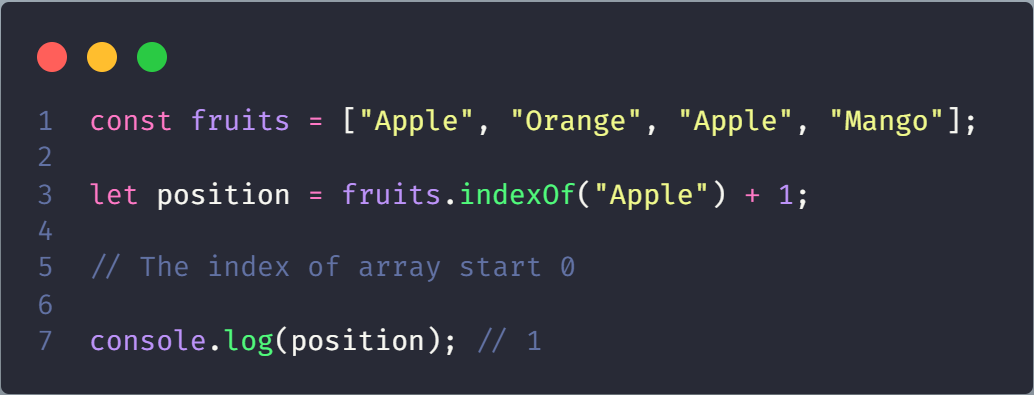 1 const fruits = ["Apple", "Orange", "Apple", "Mango"];
2
3 let position = fruits.indexOf("Apple") + 1;
4
5 // The index of array start 0
6
7 console.log(position); // 1